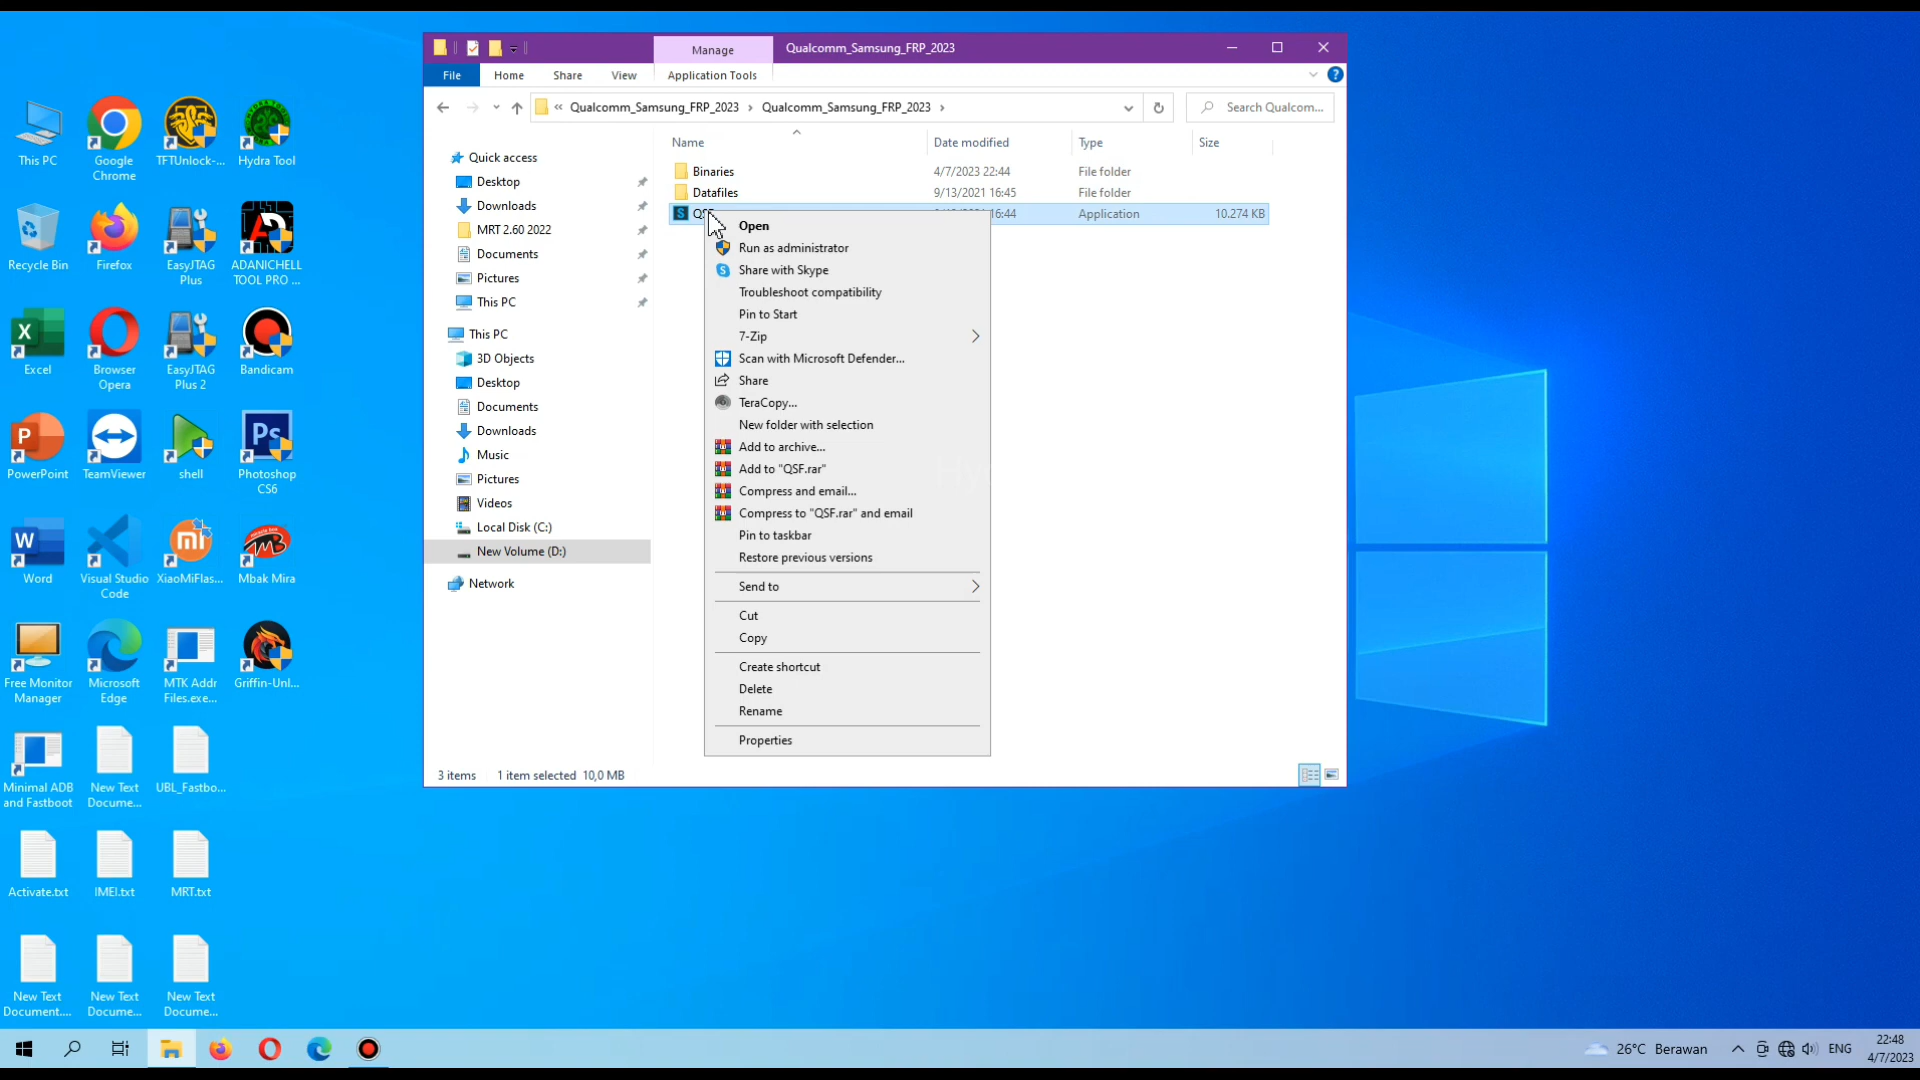 Manage
Qualcomm_Samsung_FRP_2023
File
Home
Share
View
Application Tools
« Qualcomm_Samsung_FRP_2023 › Qualcomm_Samsung_FRP_2023 ›
Search Qualcom...
Name
Date modified
Type
Size
Binaries
4/7/2023 22:44
File folder
Datafiles
9/13/2021 16:45
File folder
16:44
Application
10.274 KB
Quick access
Desktop
Downloads
MRT 2.60 2022
Documents
Pictures
This PC
This PC
3D Objects
Desktop
Documents
Downloads
Music
Pictures
Videos
Local Disk (C:)
New Volume (D:)
Network
Open
Run as administrator
Share with Skype
Troubleshoot compatibility
Pin to Start
7-Zip
Scan with Microsoft Defender...
Share
TeraCopy...
New folder with selection
Add to archive...
Add to "QSF.rar"
Compress and email...
Compress to "QSF.rar" and email
Pin to taskbar
Restore previous versions
Send to
Cut
Copy
Create shortcut
Delete
Rename
Properties
3 items
1 item selected 10,0 MB
This PC
Google
Chrome
TFTUnlock-...
Hydra Tool
Recycle Bin
Firefox
EasyJTAG
Plus
ADANICHELL
TOOL PRO ...
Excel
Browser
Opera
EasyJTAG
Plus 2
Bandicam
PowerPoint
TeamViewer
shell
Photoshop
CS6
Word
Visual Studio
Code
XiaoMiFlas...
Mbak Mira
Free Monitor
Manager
Microsoft
Edge
MTK Addr
Files.exe...
Griffin-Unl...
Minimal ADB
and Fastboot
New Text
Docume...
UBL_Fastbo...
Activate.txt
IMEI.txt
MRT.txt
New Text
Document....
New Text
Docume...
New Text
Docume...
26°C Berawan
ENG
22:48
4/7/2023